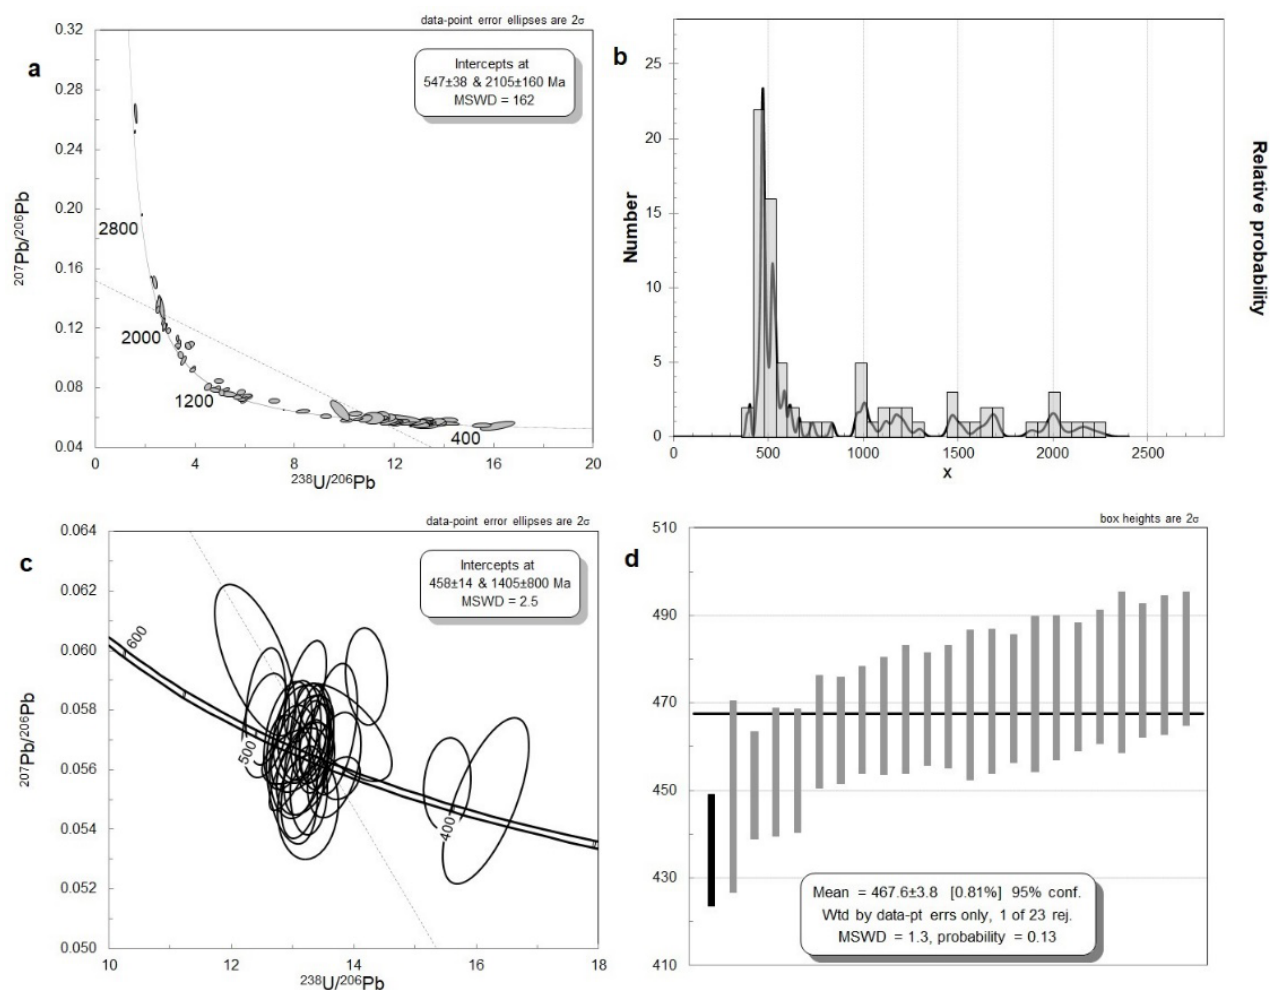 data-point error ellipses are 2σ
a
Intercepts at
547±38 & 2105±160 Ma
MSWD = 162
0.32
0.28
0.24
0.20
0.16
0.12
0.08
0.04
207Pb/206Pb
2800
2000
1200
400
0 4 8 12 16 20
238U/206Pb
b
25
20
15
10
5
0
Number
Relative probability
0 500 1000 1500 2000 2500
x
data-point error ellipses are 2σ
c
Intercepts at
458±14 & 1405±800 Ma
MSWD = 2.5
0.064
0.062
0.060
0.058
0.056
0.054
0.052
0.050
207Pb/206Pb
600
500
400
10 12 14 16 18
238U/206Pb
box heights are 2σ
d
510
490
470
450
430
410
Mean = 467.6±3.8 [0.81%] 95% conf.
Wtd by data-pt errs only, 1 of 23 rej.
MSWD = 1.3, probability = 0.13